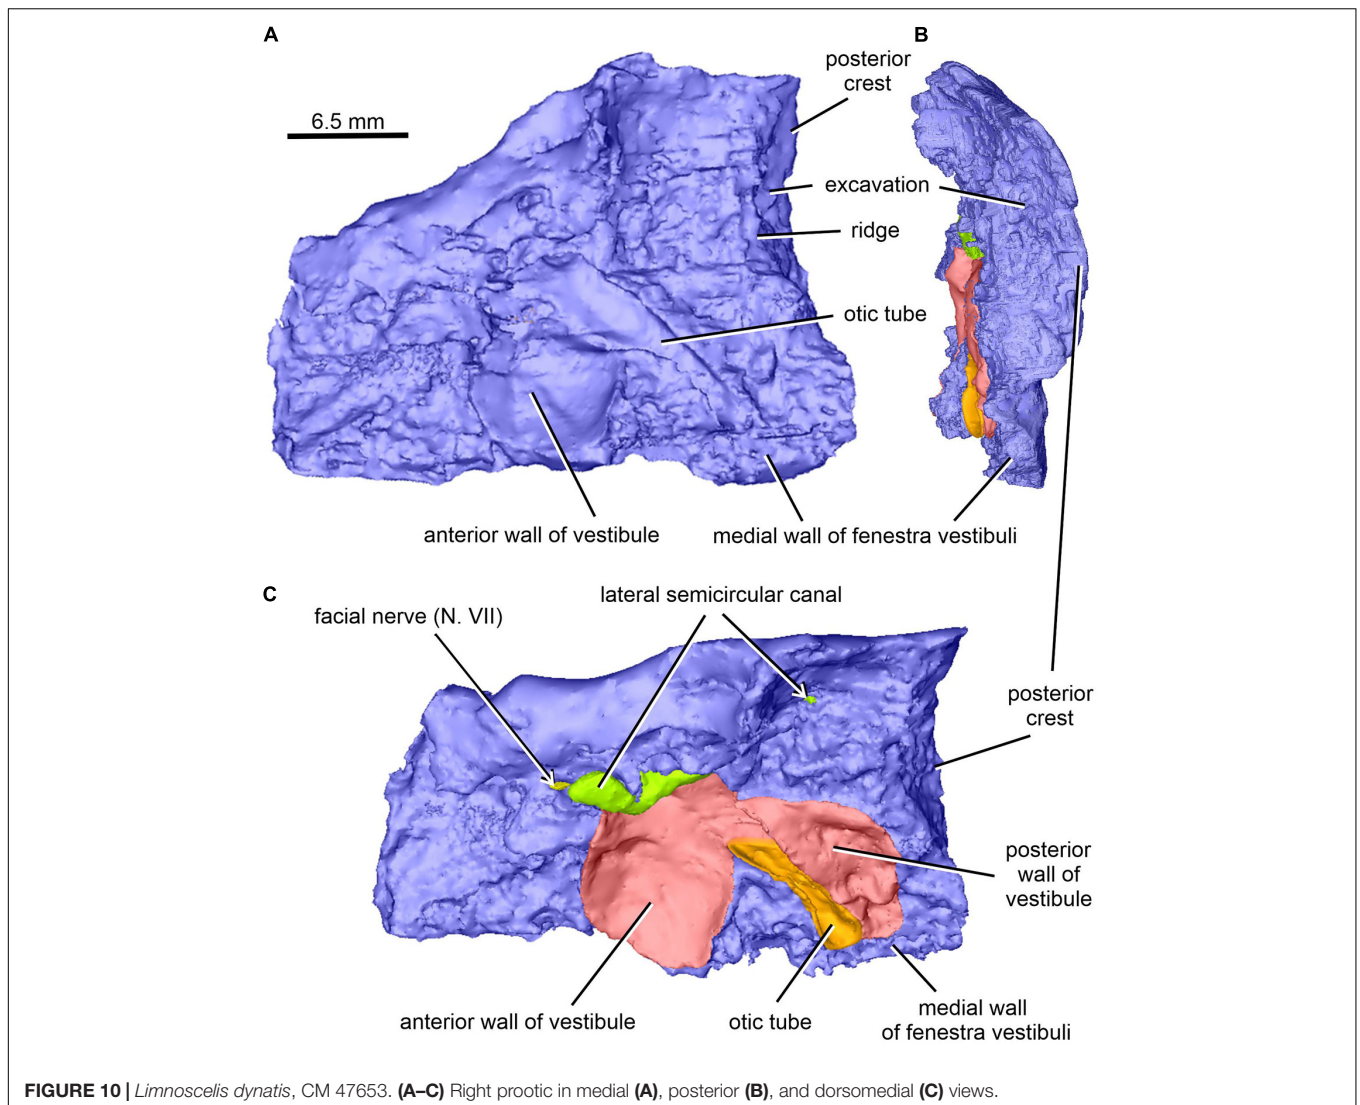 A
B
posterior
crest
6.5 mm
excavation
ridge
otic tube
anterior wall of vestibule
medial wall of fenestra vestibuli
C
lateral semicircular canal
facial nerve (N. VII)
posterior
crest
posterior
wall of
vestibule
anterior wall of vestibule
otic tube
medial wall
of fenestra vestibuli
FIGURE 10 | Limnoscelis dynatis, CM 47653. (A–C) Right prootic in medial (A), posterior (B), and dorsomedial (C) views.